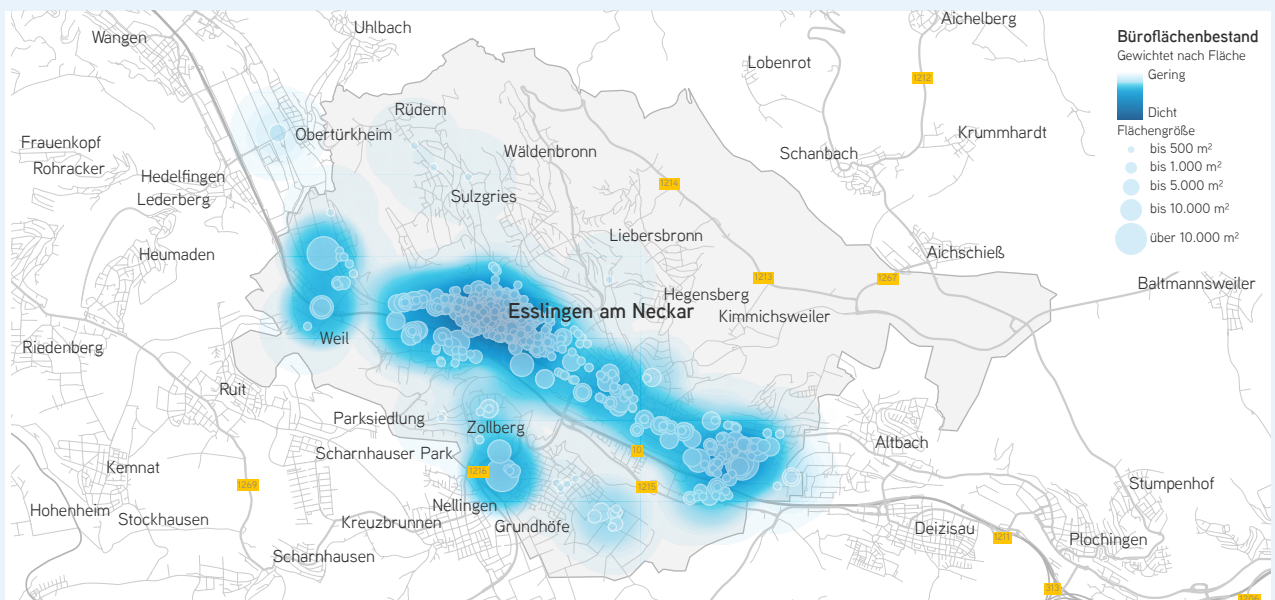 Aichelberg
Uhlbach
Wangen
Büroflächenbestand
Gewichtet nach Fläche
Gering
Dicht
Flächengröße
bis 500 m²
bis 1.000 m²
bis 5.000 m²
bis 10.000 m²
über 10.000 m²
Lobenrot
1212
Rüdern
Obertürkheim
Krummhardt
Frauenkopf
Wäldenbronn
Schanbach
Rohracker
Hedelfingen
1214
Lederberg
Sulzgries
Liebersbronn
Heumaden
Aichschieß
1213
1267
Baltmannsweiler
Hegensberg
Esslingen am Neckar
Kimmichsweiler
Weil
Riedenberg
Ruit
Parksiedlung
Zollberg
Altbach
Scharnhauser Park
10
Kemnat
1216
1269
1215
Stumpenhof
Nellingen
Hohenheim
Stockhausen
Kreuzbrunnen
Grundhöfe
Deizisau
1211
Plochingen
Scharnhausen
313
1206